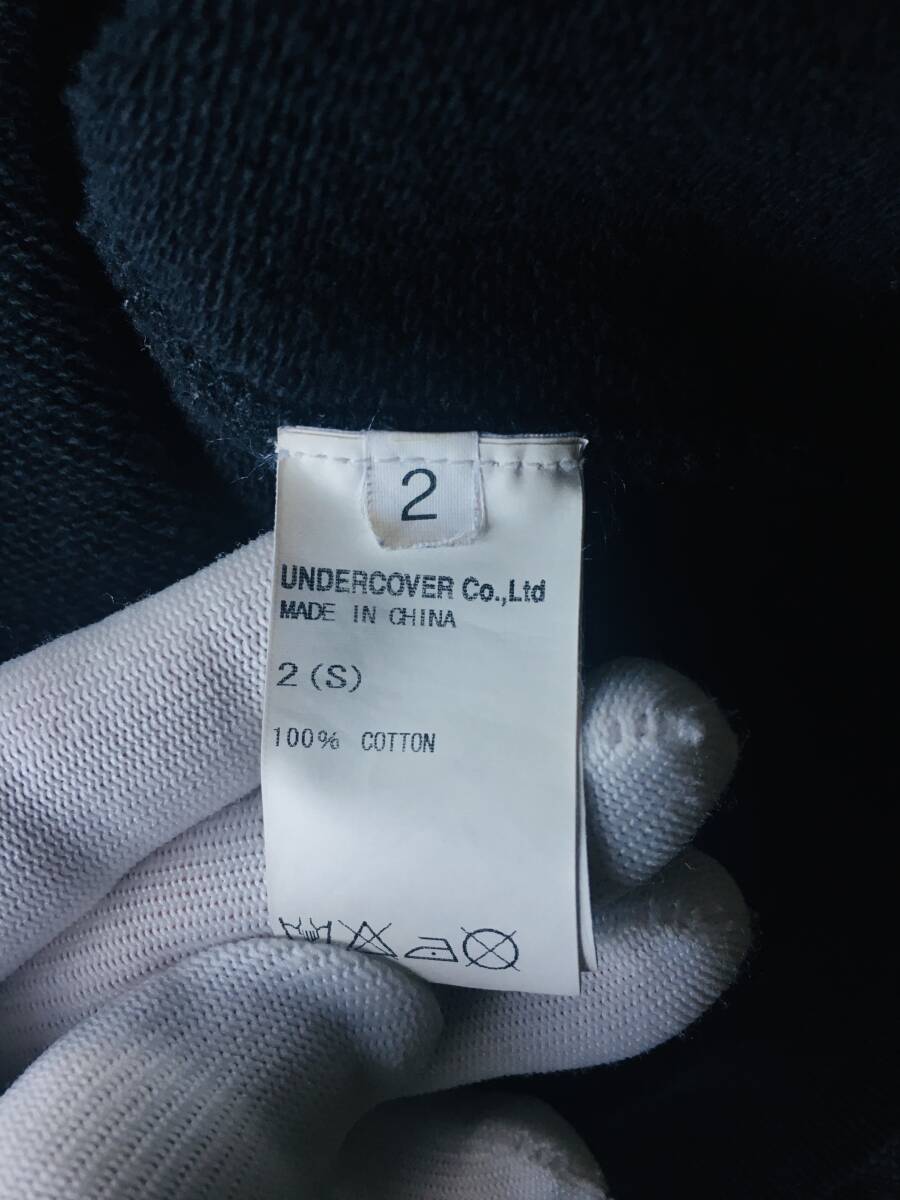 2
UNDERCOVER Co.,Ltd
MADE IN CHINA
2(S)
100% COTTON